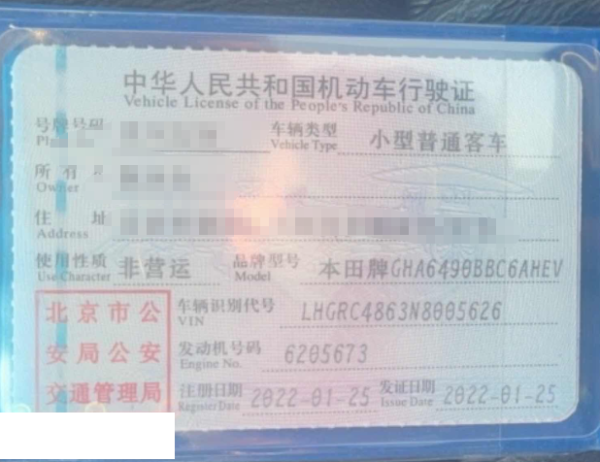 中华人民共和国机动车行驶证
Vehicle License of the People's Republic of China
号牌号码 车辆类型 小型普通客车
Vehicle Type
所有
Owner
住 址
Address
使用性质 非营运 品牌型号 本田牌GHA6490BBC6AHEV
Use Character Model
北京市公 车辆识别代号 LHGRC4863N8005626
VIN
安局公安 发动机号码 6205673
Engine No.
交通管理局 注册日期 2022-01-25 发证日期 2022-01-25
Register Date Issue Date